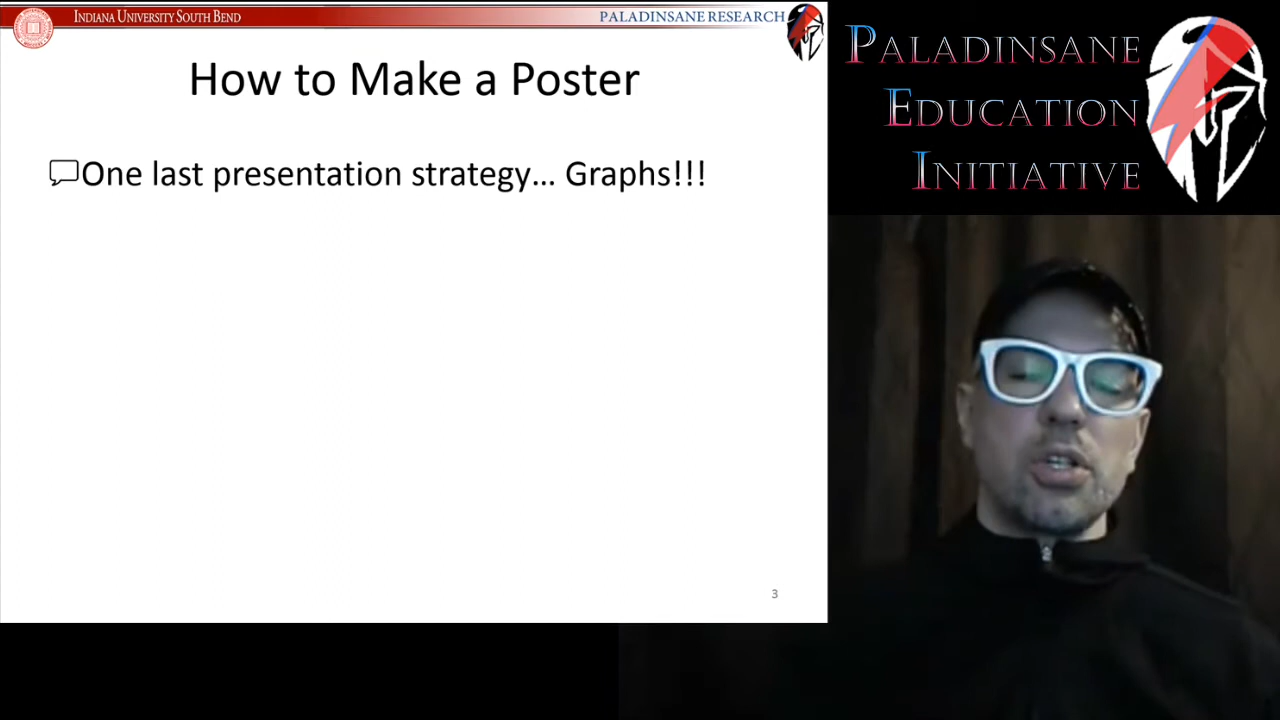 INDIANA UNIVERSITY SOUTH BEND
PALADINSANE RESEARCH
How to Make a Poster
One last presentation strategy... Graphs!!!
3
PALADINSANE
EDUCATION
INITIATIVE